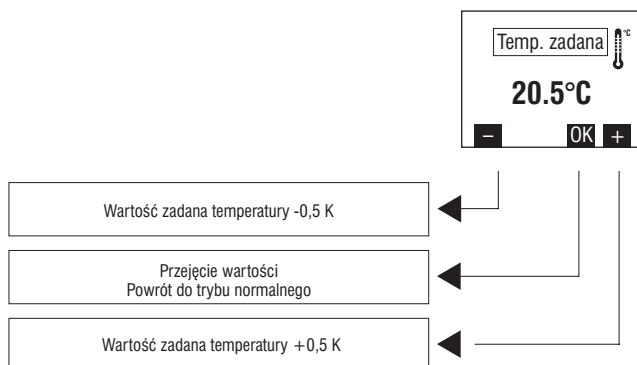 Temp. zadana
°C
20.5°C
− OK +
Wartość zadana temperatury -0,5 K
Przejęcie wartości
Powrót do trybu normalnego
Wartość zadana temperatury +0,5 K